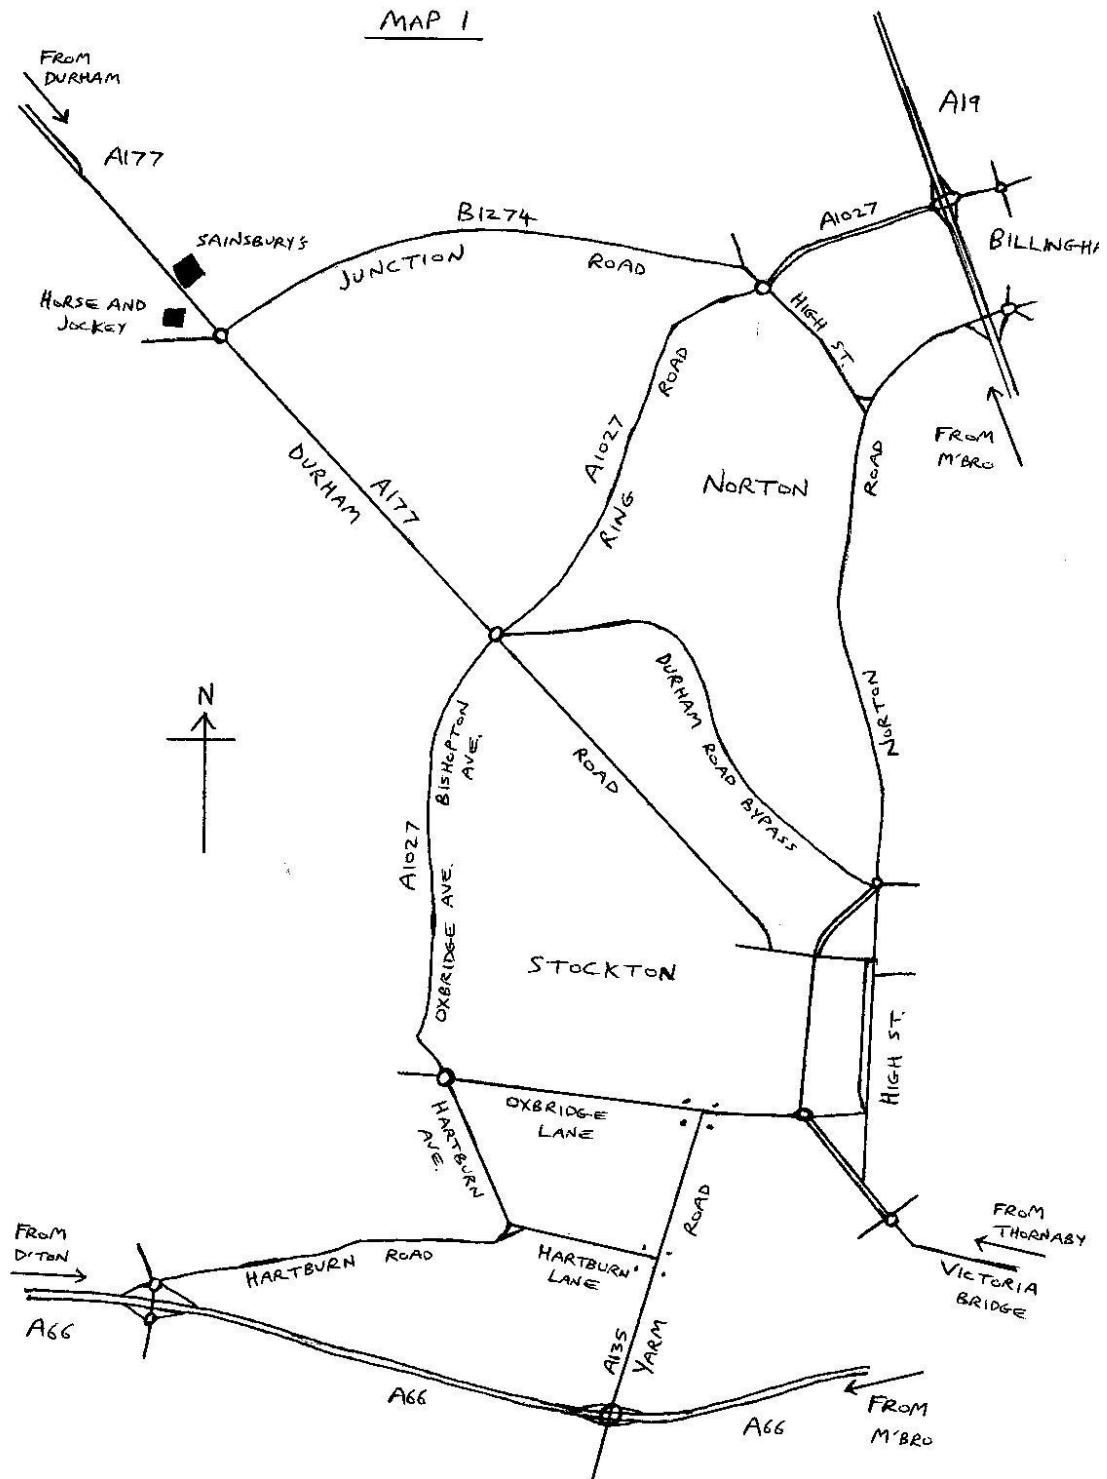 MAP 1
FROM
DURHAM
A177
A19
B1274
JUNCTION ROAD
SAINSBURY'S
A1027
BILLINGHA
HORSE AND
JOCKEY
HIGH ST.
A1027
RING ROAD
FROM
M'BRO
DURHAM
A177
NORTON
ROAD
N
BISHOPTON
AVE.
ROAD
DURHAM ROAD BYPASS
NORTON
A1027
OXBRIDGE AVE.
STOCKTON
HIGH ST.
OXBRIDGE
LANE
HARTBURN
AVE.
ROAD
FROM
THORNABY
FROM
D'TON
HARTBURN ROAD
HARTBURN
LANE
VICTORIA
BRIDGE
A66
A135
YARM
A66
A66
FROM
M'BRO